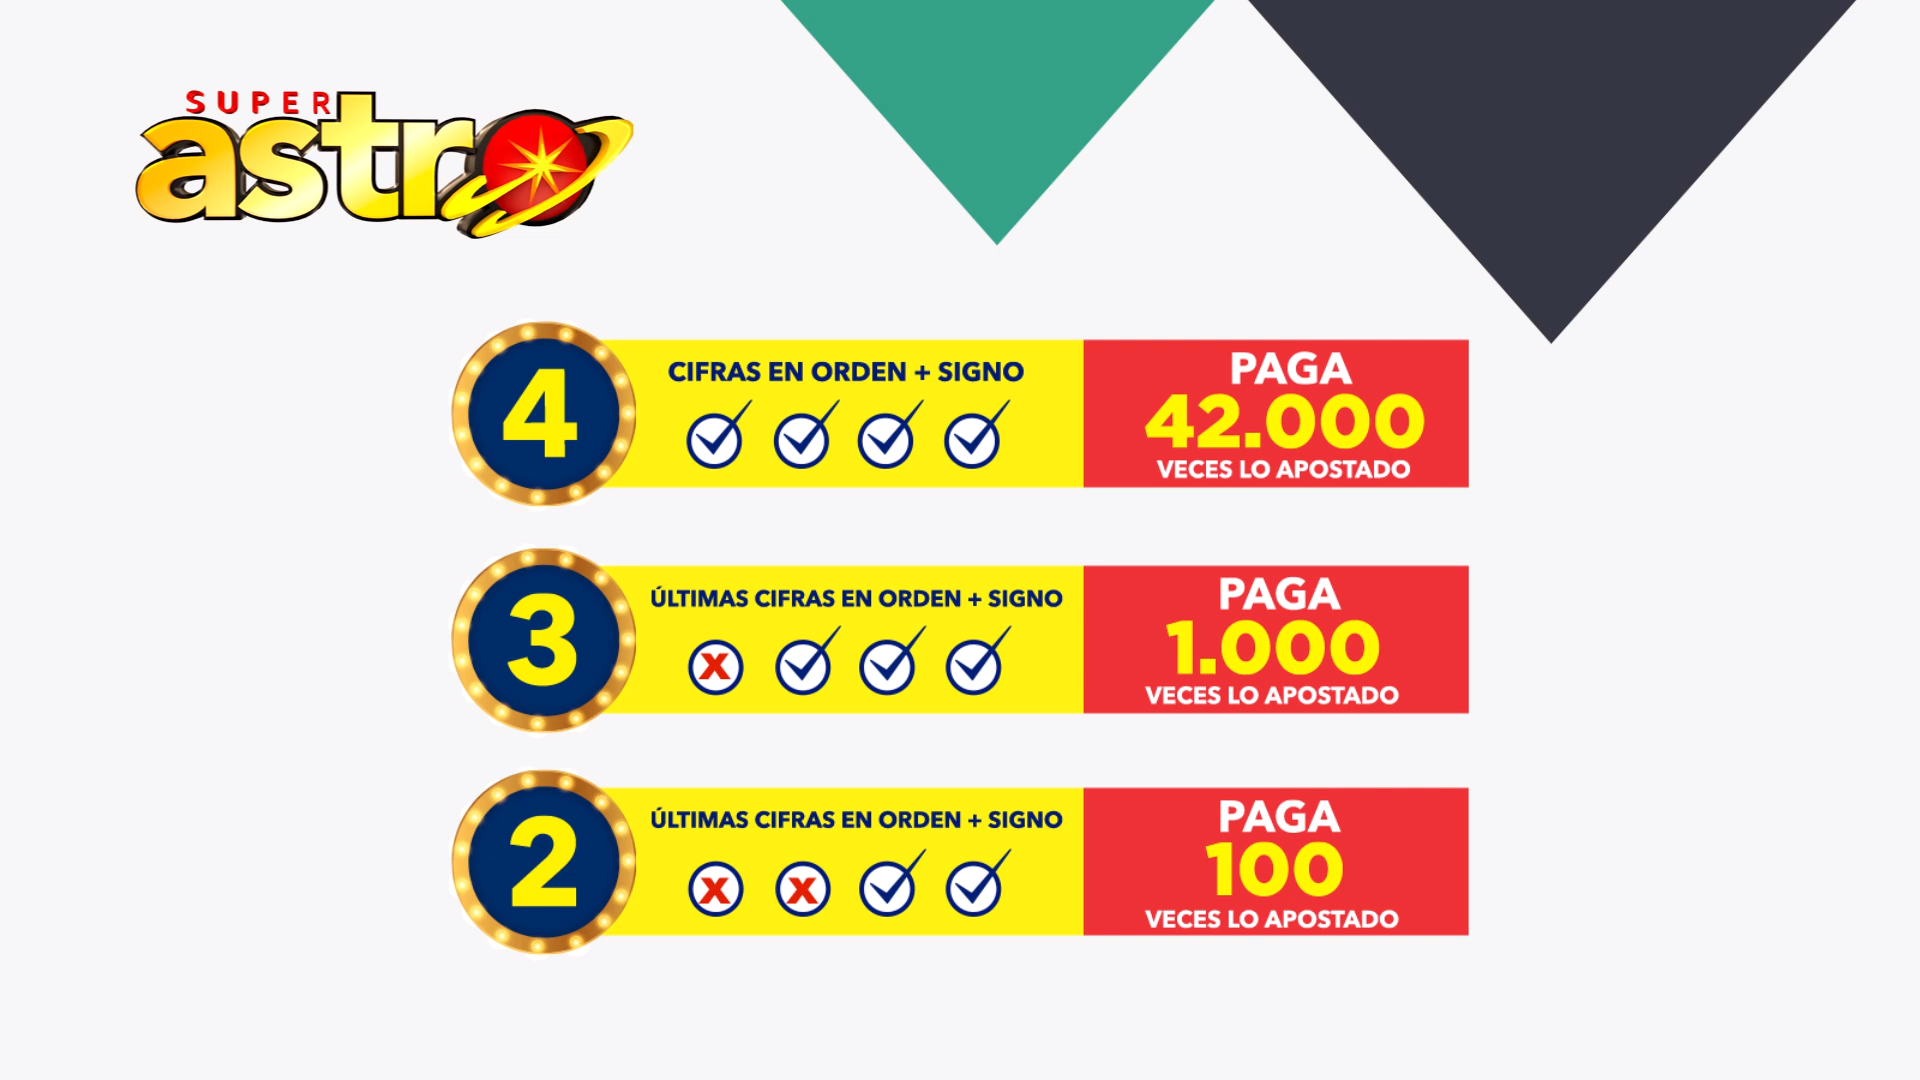 SUPER
astro
4
CIFRAS EN ORDEN + SIGNO
PAGA
42.000
VECES LO APOSTADO
3
ÚLTIMAS CIFRAS EN ORDEN + SIGNO
X
PAGA
1.000
VECES LO APOSTADO
2
ÚLTIMAS CIFRAS EN ORDEN + SIGNO
X X
PAGA
100
VECES LO APOSTADO